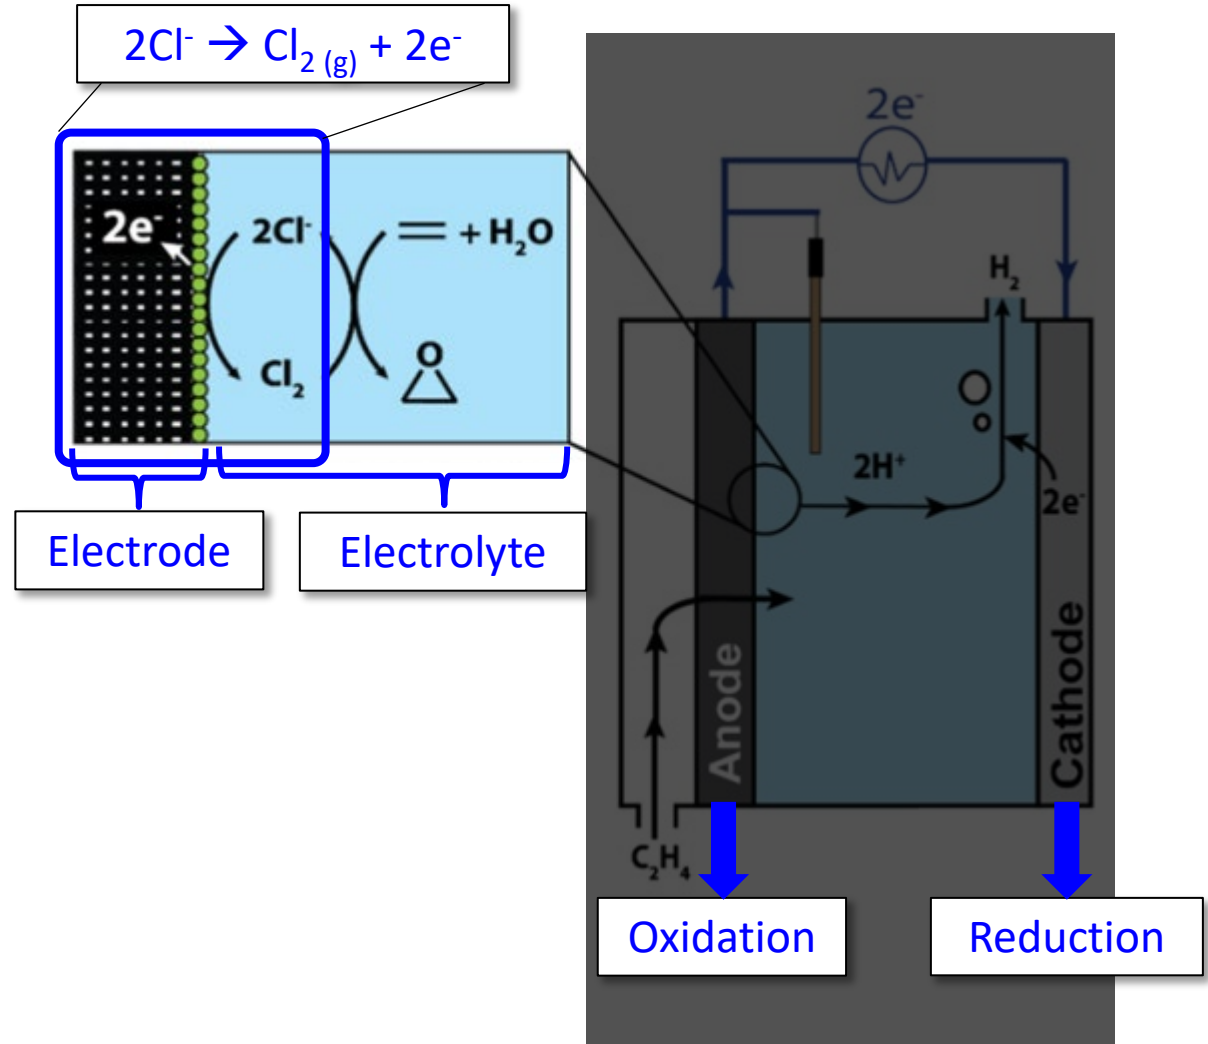 2Cl⁻ → Cl₂ (g) + 2e⁻
2e⁻
2e⁻
2Cl⁻
+ H₂O
O
Cl₂
H₂
2H⁺
2e⁻
Electrode
Electrolyte
Anode
Cathode
C₂H₄
Oxidation
Reduction